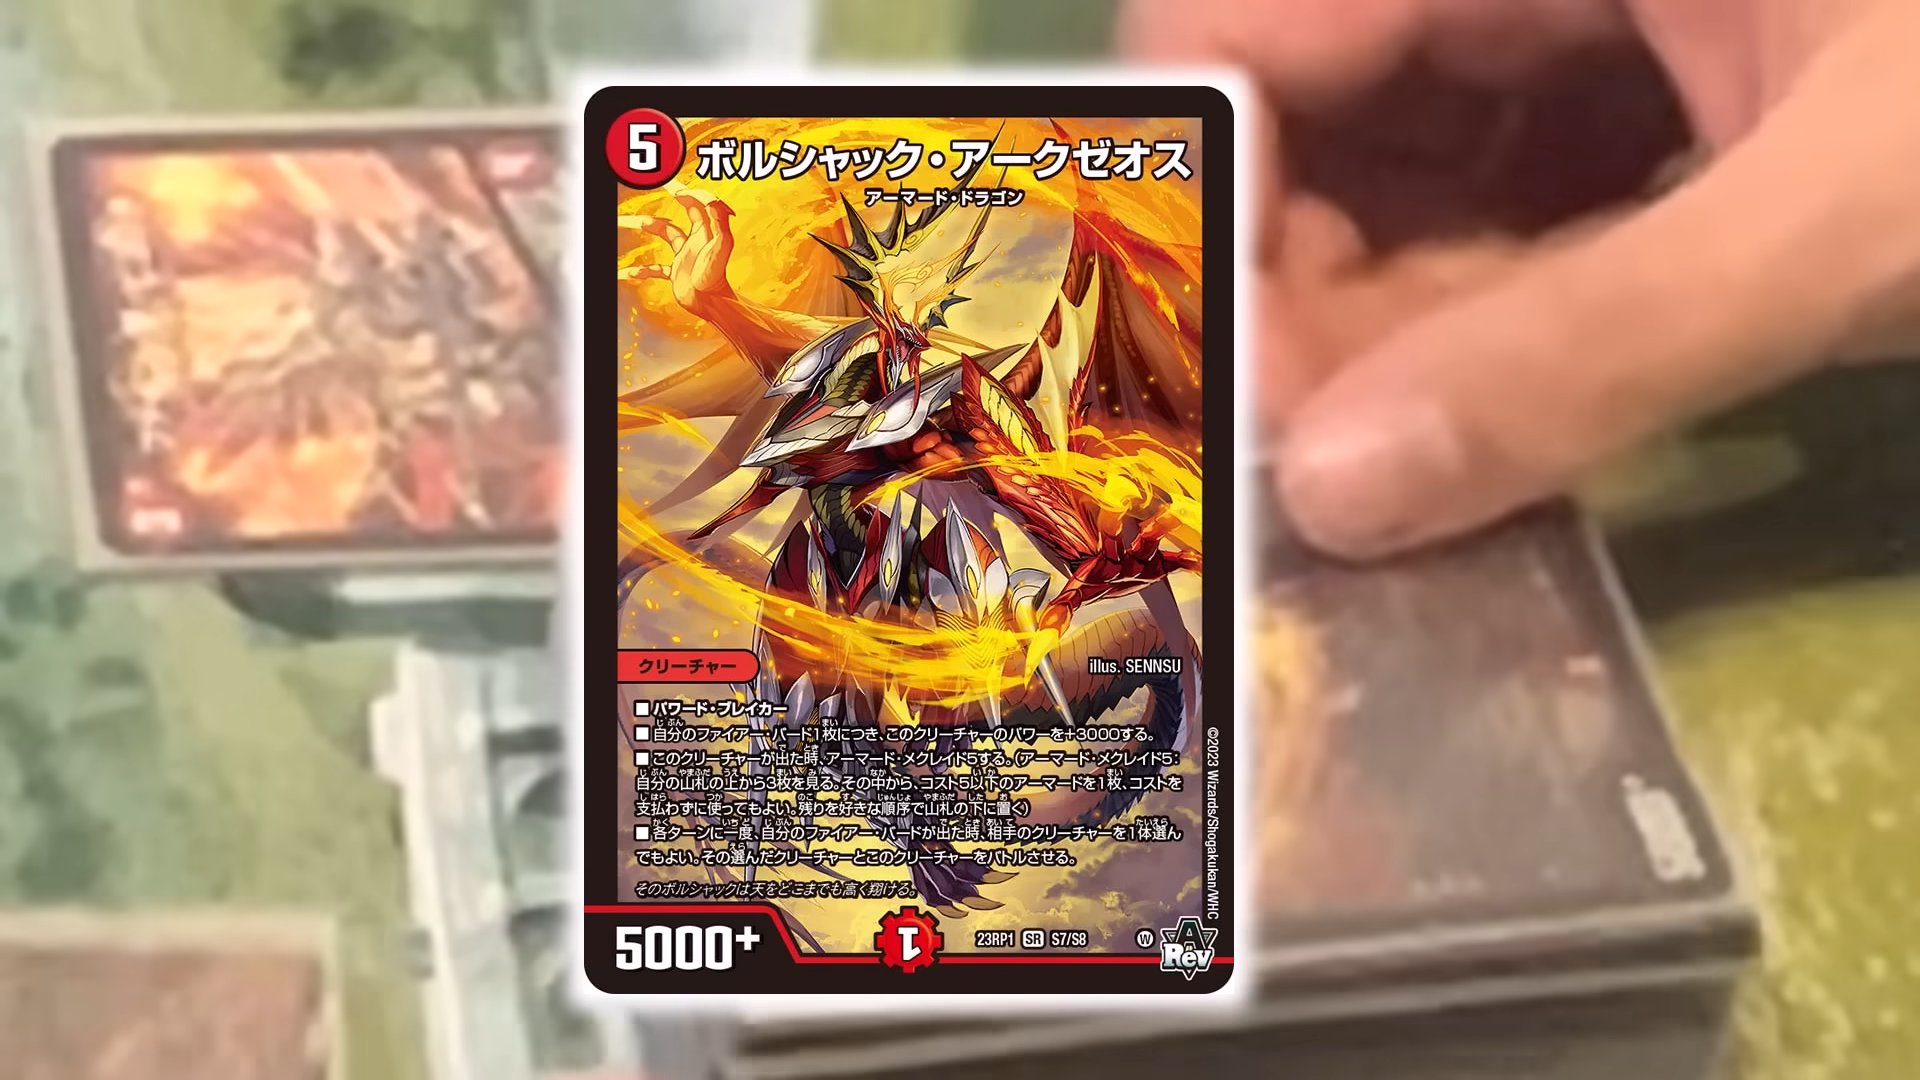 5
ボルシャック・アークゼオス
アーマード・ドラゴン
クリーチャー
illus. SENNSU
■パワード・ブレイカー
■自分のファイアー・バード1枚につき、このクリーチャーのパワーを+3000する。
■このクリーチャーが出た時、アーマード・メクレイド5する。(アーマード・メクレイド5:
自分の山札の上から3枚を見る。その中から、コスト5以下のアーマードを1枚、コストを
支払わずに使ってもよい。残りを好きな順序で山札の下に置く)
■各ターンに一度、自分のファイアー・バードが出た時、相手のクリーチャーを1体選ん
でもよい。その選んだクリーチャーとこのクリーチャーをバトルさせる。
そのボルシャックは天をどこまでも高く翔ける。
©2023 Wizards/Shogakukan/WHC
5000+
1
23RP1 SR S7/S8
W
A Rev